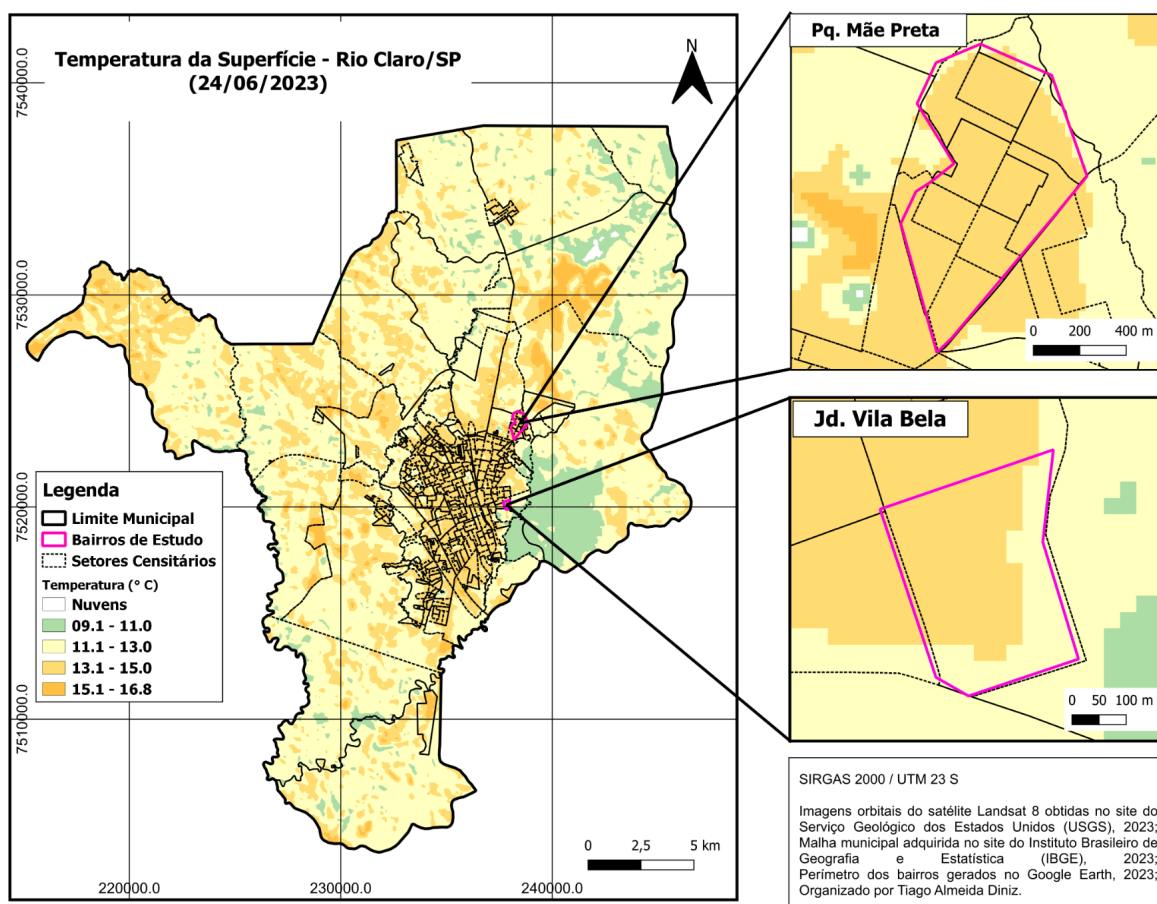 Temperatura da Superfície - Rio Claro/SP
(24/06/2023)
N
7540000.0
7530000.0
7520000.0
7510000.0
220000.0
230000.0
240000.0
Legenda
Limite Municipal
Bairros de Estudo
Setores Censitários
Temperatura (° C)
Nuvens
09.1 - 11.0
11.1 - 13.0
13.1 - 15.0
15.1 - 16.8
0 2,5 5 km
Pq. Mãe Preta
0 200 400 m
Jd. Vila Bela
0 50 100 m
SIRGAS 2000 / UTM 23 S
Imagens orbitais do satélite Landsat 8 obtidas no site do
Serviço Geológico dos Estados Unidos (USGS), 2023;
Malha municipal adquirida no site do Instituto Brasileiro de
Geografia e Estatística (IBGE), 2023;
Perímetro dos bairros gerados no Google Earth, 2023;
Organizado por Tiago Almeida Diniz.